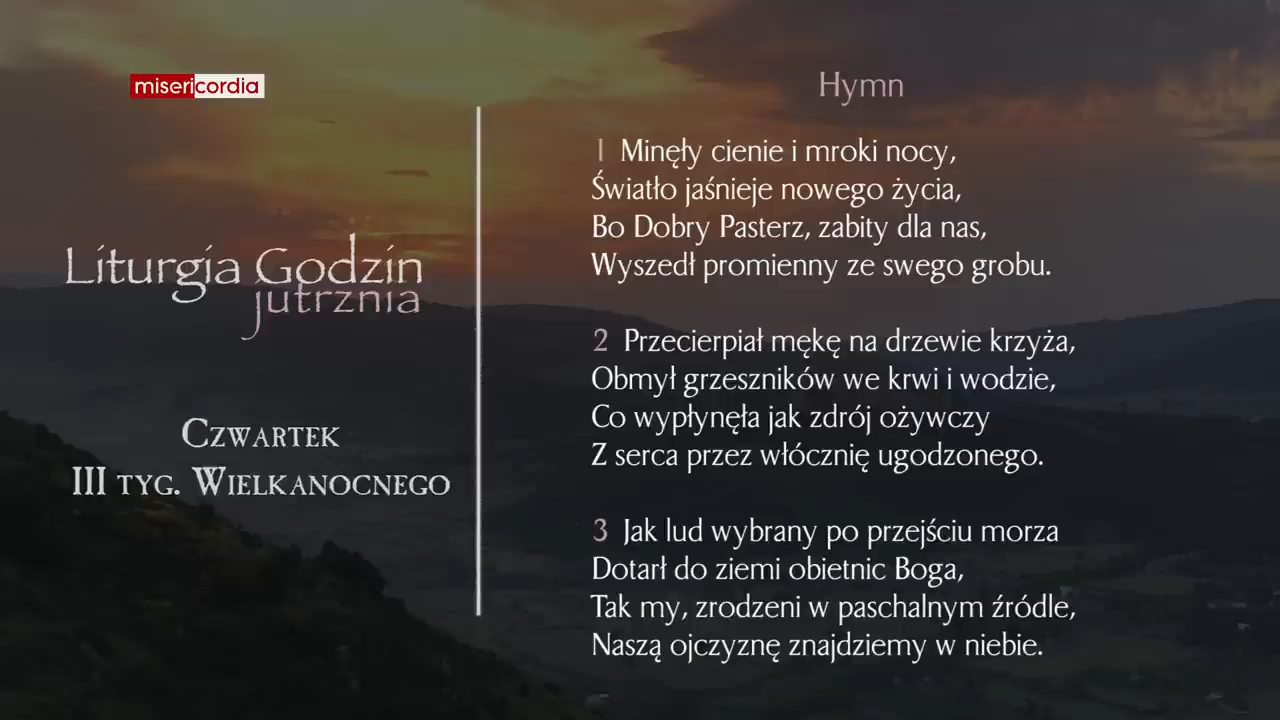 misericordia
Liturgia Godzin
jutrznia
Czwartek
III tyg. Wielkanocnego
Hymn
1 Minęły cienie i mroki nocy,
Światło jaśnieje nowego życia,
Bo Dobry Pasterz, zabity dla nas,
Wyszedł promienny ze swego grobu.
2 Przecierpiał mękę na drzewie krzyża,
Obmył grzeszników we krwi i wodzie,
Co wypłynęła jak zdrój ożywczy
Z serca przez włócznię ugodzonego.
3 Jak lud wybrany po przejściu morza
Dotarł do ziemi obietnic Boga,
Tak my, zrodzeni w paschalnym źródle,
Naszą ojczyznę znajdziemy w niebie.